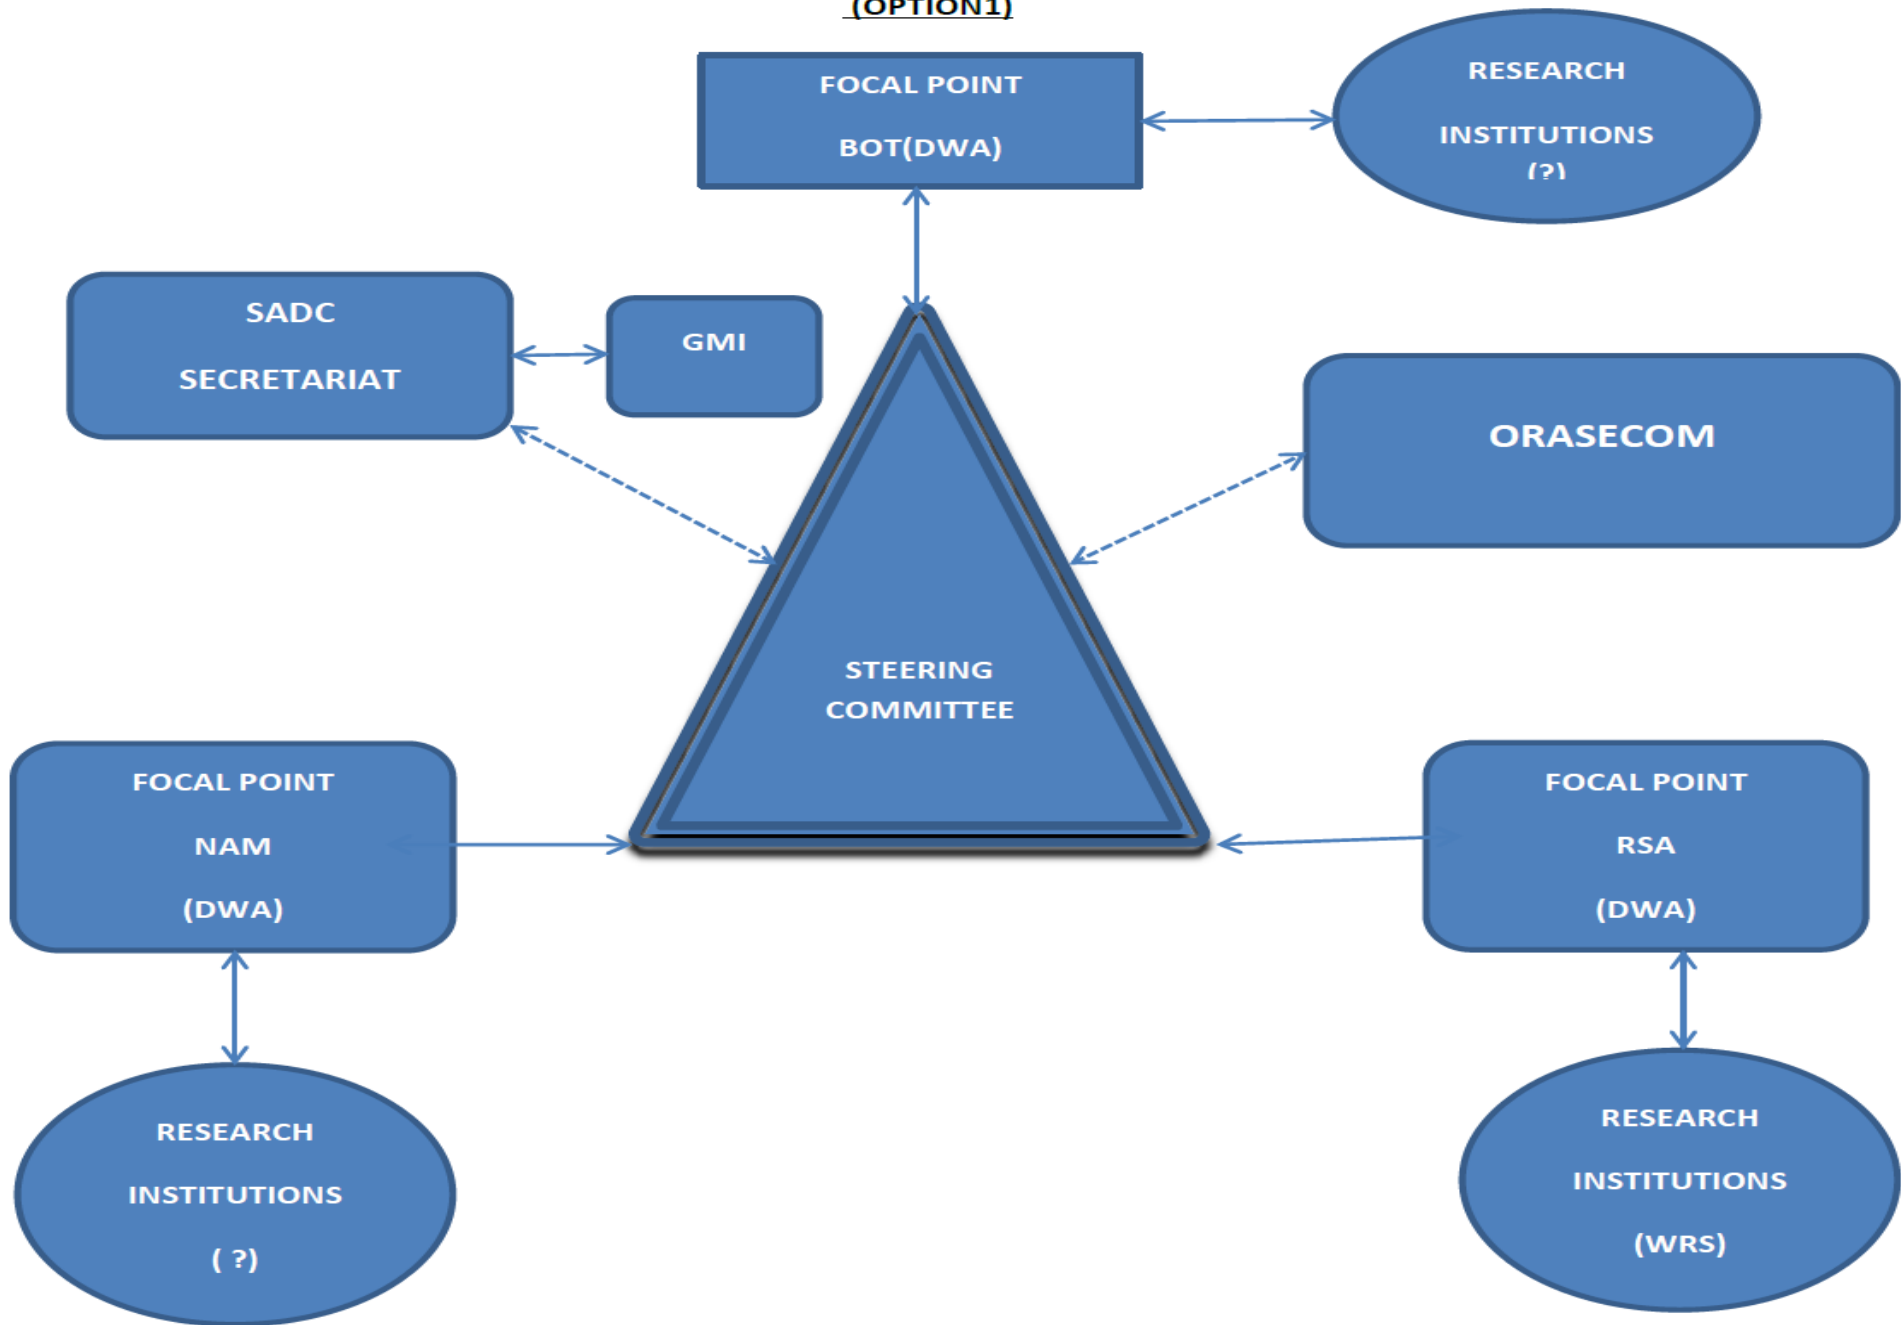 (OPTION1)
FOCAL POINT
BOT(DWA)
RESEARCH
INSTITUTIONS
(?)
SADC
SECRETARIAT
GMI
ORASECOM
STEERING
COMMITTEE
FOCAL POINT
NAM
(DWA)
FOCAL POINT
RSA
(DWA)
RESEARCH
INSTITUTIONS
( ?)
RESEARCH
INSTITUTIONS
(WRS)